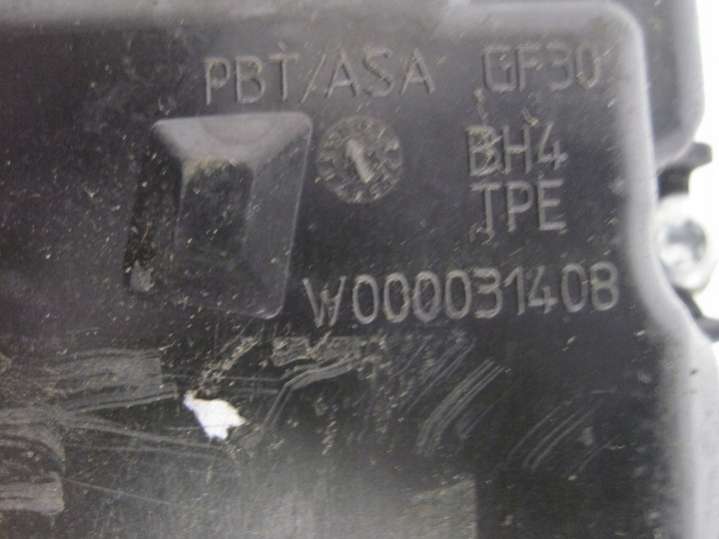 PBT/ASA GF30
BH4
TPE
W000031408